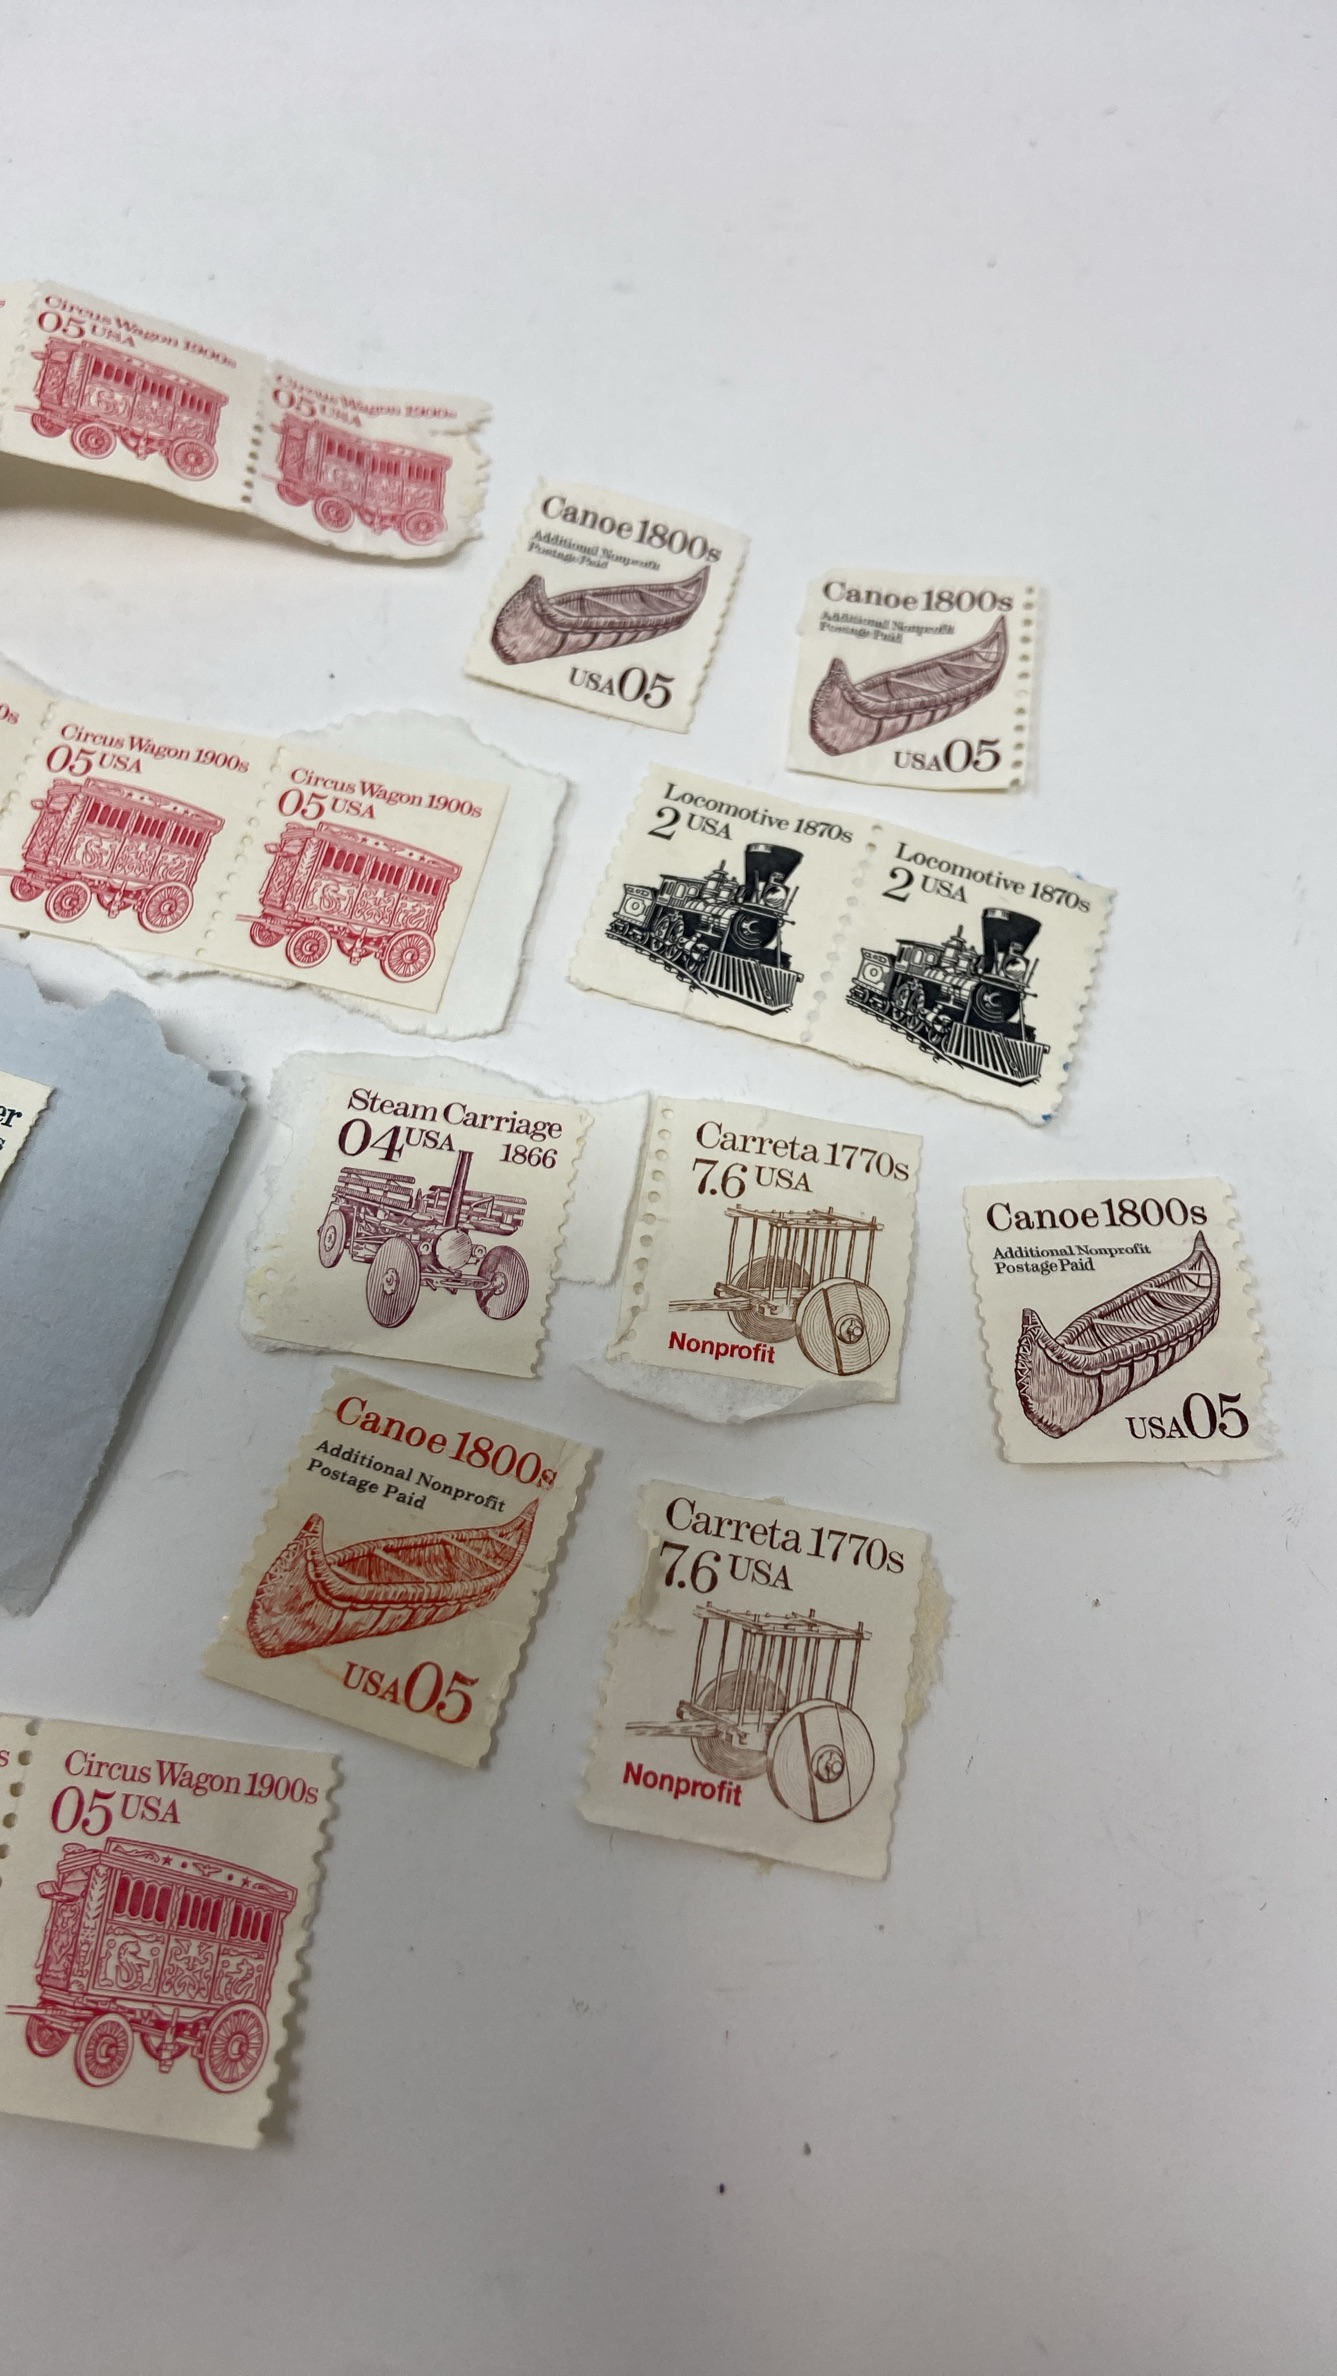 Circus Wagon 1900s
05 USA
Circus Wagon 1900s
05 USA
Canoe 1800s
Additional Nonprofit
Postage Paid
USA 05
Canoe 1800s
Additional Nonprofit
Postage Paid
USA 05
0s
Circus Wagon 1900s
05 USA
Circus Wagon 1900s
05 USA
Locomotive 1870s
2 USA
Locomotive 1870s
2 USA
er
s
Steam Carriage
04 USA 1866
Carreta 1770s
7.6 USA
Nonprofit
Canoe 1800s
Additional Nonprofit
Postage Paid
USA 05
Canoe 1800s
Additional Nonprofit
Postage Paid
USA 05
Carreta 1770s
7.6 USA
Nonprofit
s
Circus Wagon 1900s
05 USA